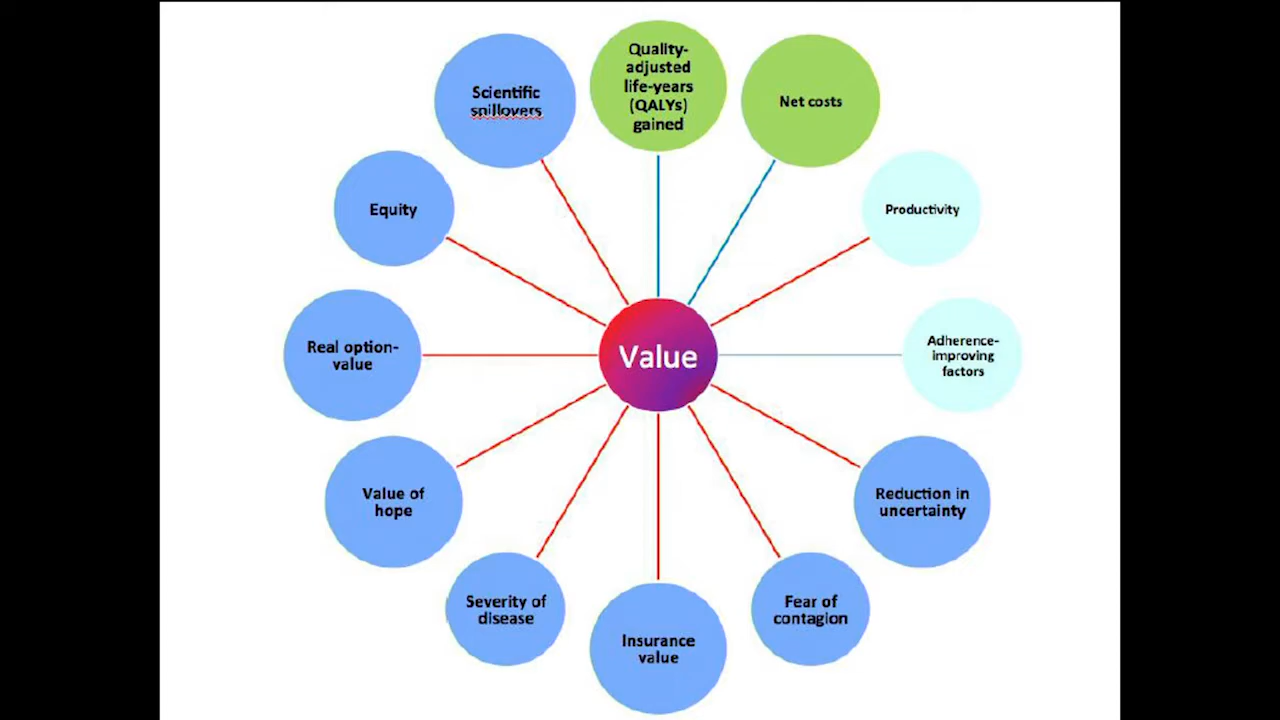 Quality-
adjusted
life-years
(QALYs)
gained
Net costs
Productivity
Adherence-
improving
factors
Reduction in
uncertainty
Fear of
contagion
Insurance
value
Severity of
disease
Value of
hope
Real option-
value
Equity
Scientific
spillovers
Value